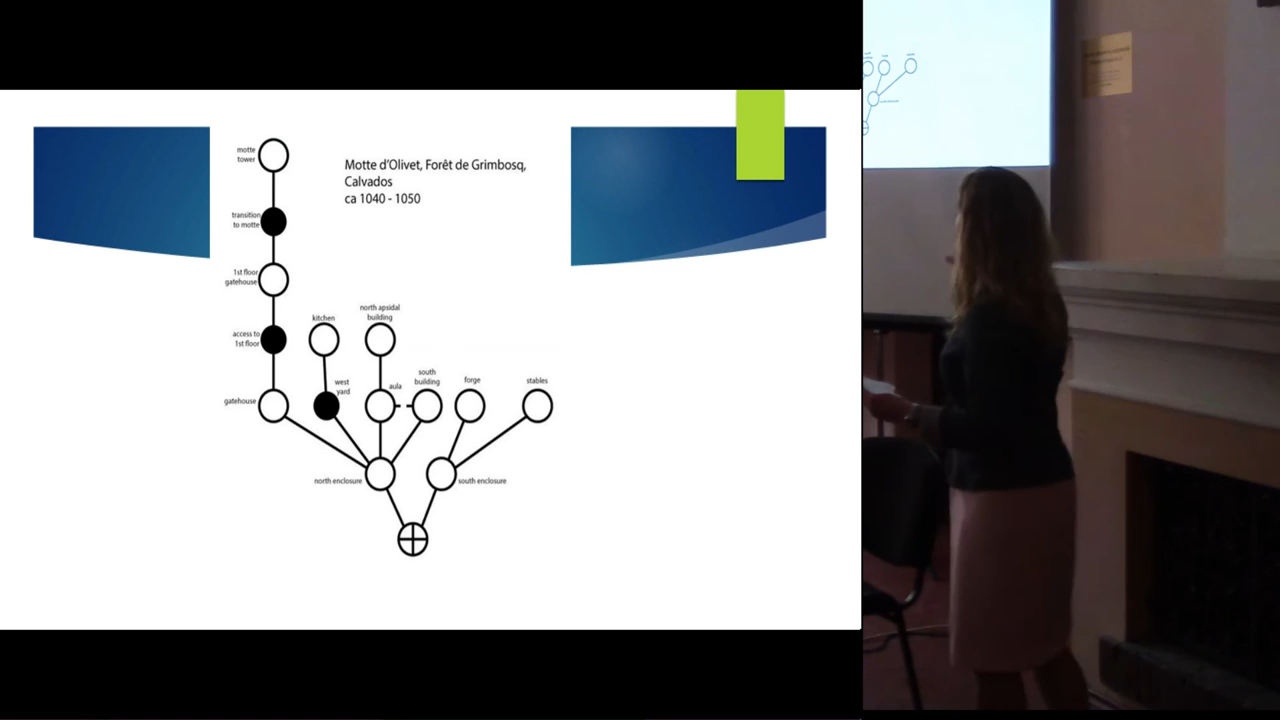 motte
tower
Motte d'Olivet, Forêt de Grimbosq,
Calvados
ca 1040 - 1050
transition
to motte
1st floor
gatehouse
access to
1st floor
kitchen
north apsidal
building
gatehouse
west
yard
aula
south
building
forge
stables
north enclosure
south enclosure